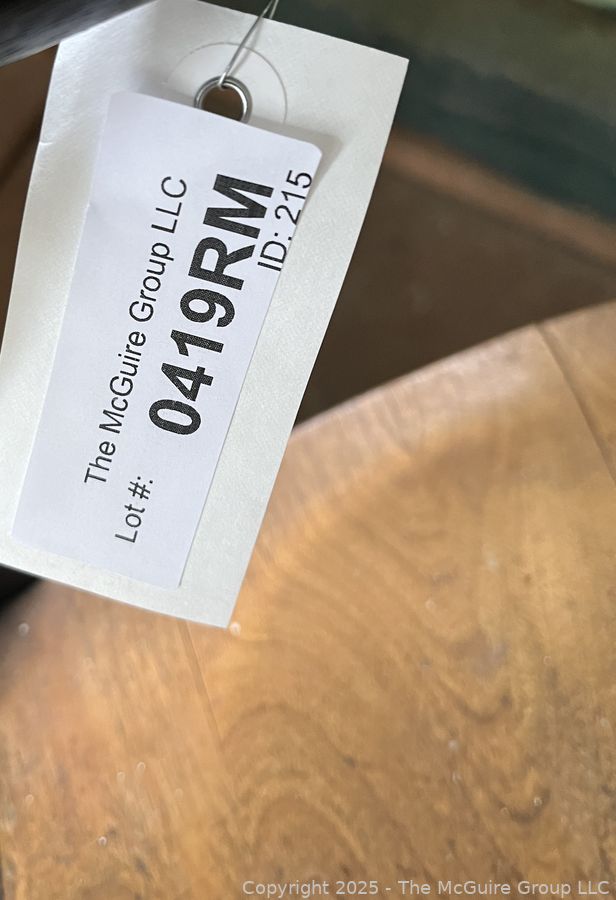 The McGuire Group LLC
Lot #: 0419RM
ID: 215
Copyright 2025 - The McGuire Group LLC